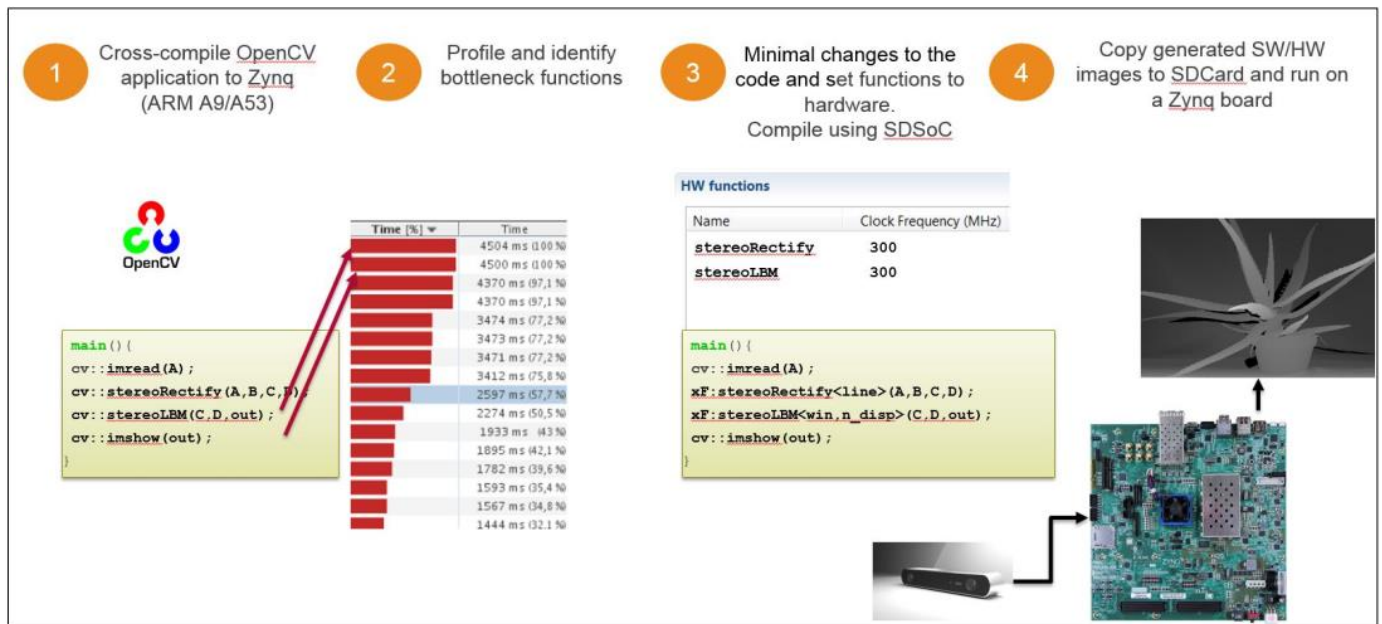 1
Cross-compile OpenCV
application to Zynq
(ARM A9/A53)
2
Profile and identify
bottleneck functions
3
Minimal changes to the
code and set functions to
hardware.
Compile using SDSoC
4
Copy generated SW/HW
images to SDCard and run on
a Zynq board
OpenCV
main(){
cv::imread(A);
cv::stereoRectify(A,B,C,D);
cv::stereoLBM(C,D,out);
cv::imshow(out);
}
Time [%] Time
4504 ms (100 %)
4500 ms (100 %)
4370 ms (97,1 %)
4370 ms (97,1 %)
3474 ms (77,2 %)
3473 ms (77,2 %)
3471 ms (77,2 %)
3412 ms (75,8 %)
2597 ms (57,7 %)
2274 ms (50,5 %)
1933 ms (43 %)
1895 ms (42,1 %)
1782 ms (39,6 %)
1593 ms (35,4 %)
1567 ms (34,8 %)
1444 ms (32,1 %)
HW functions
Name Clock Frequency (MHz)
stereoRectify 300
stereoLBM 300
main(){
cv::imread(A);
xF:stereoRectify<line>(A,B,C,D);
xF:stereoLBM<win,n_disp>(C,D,out);
cv::imshow(out);
}